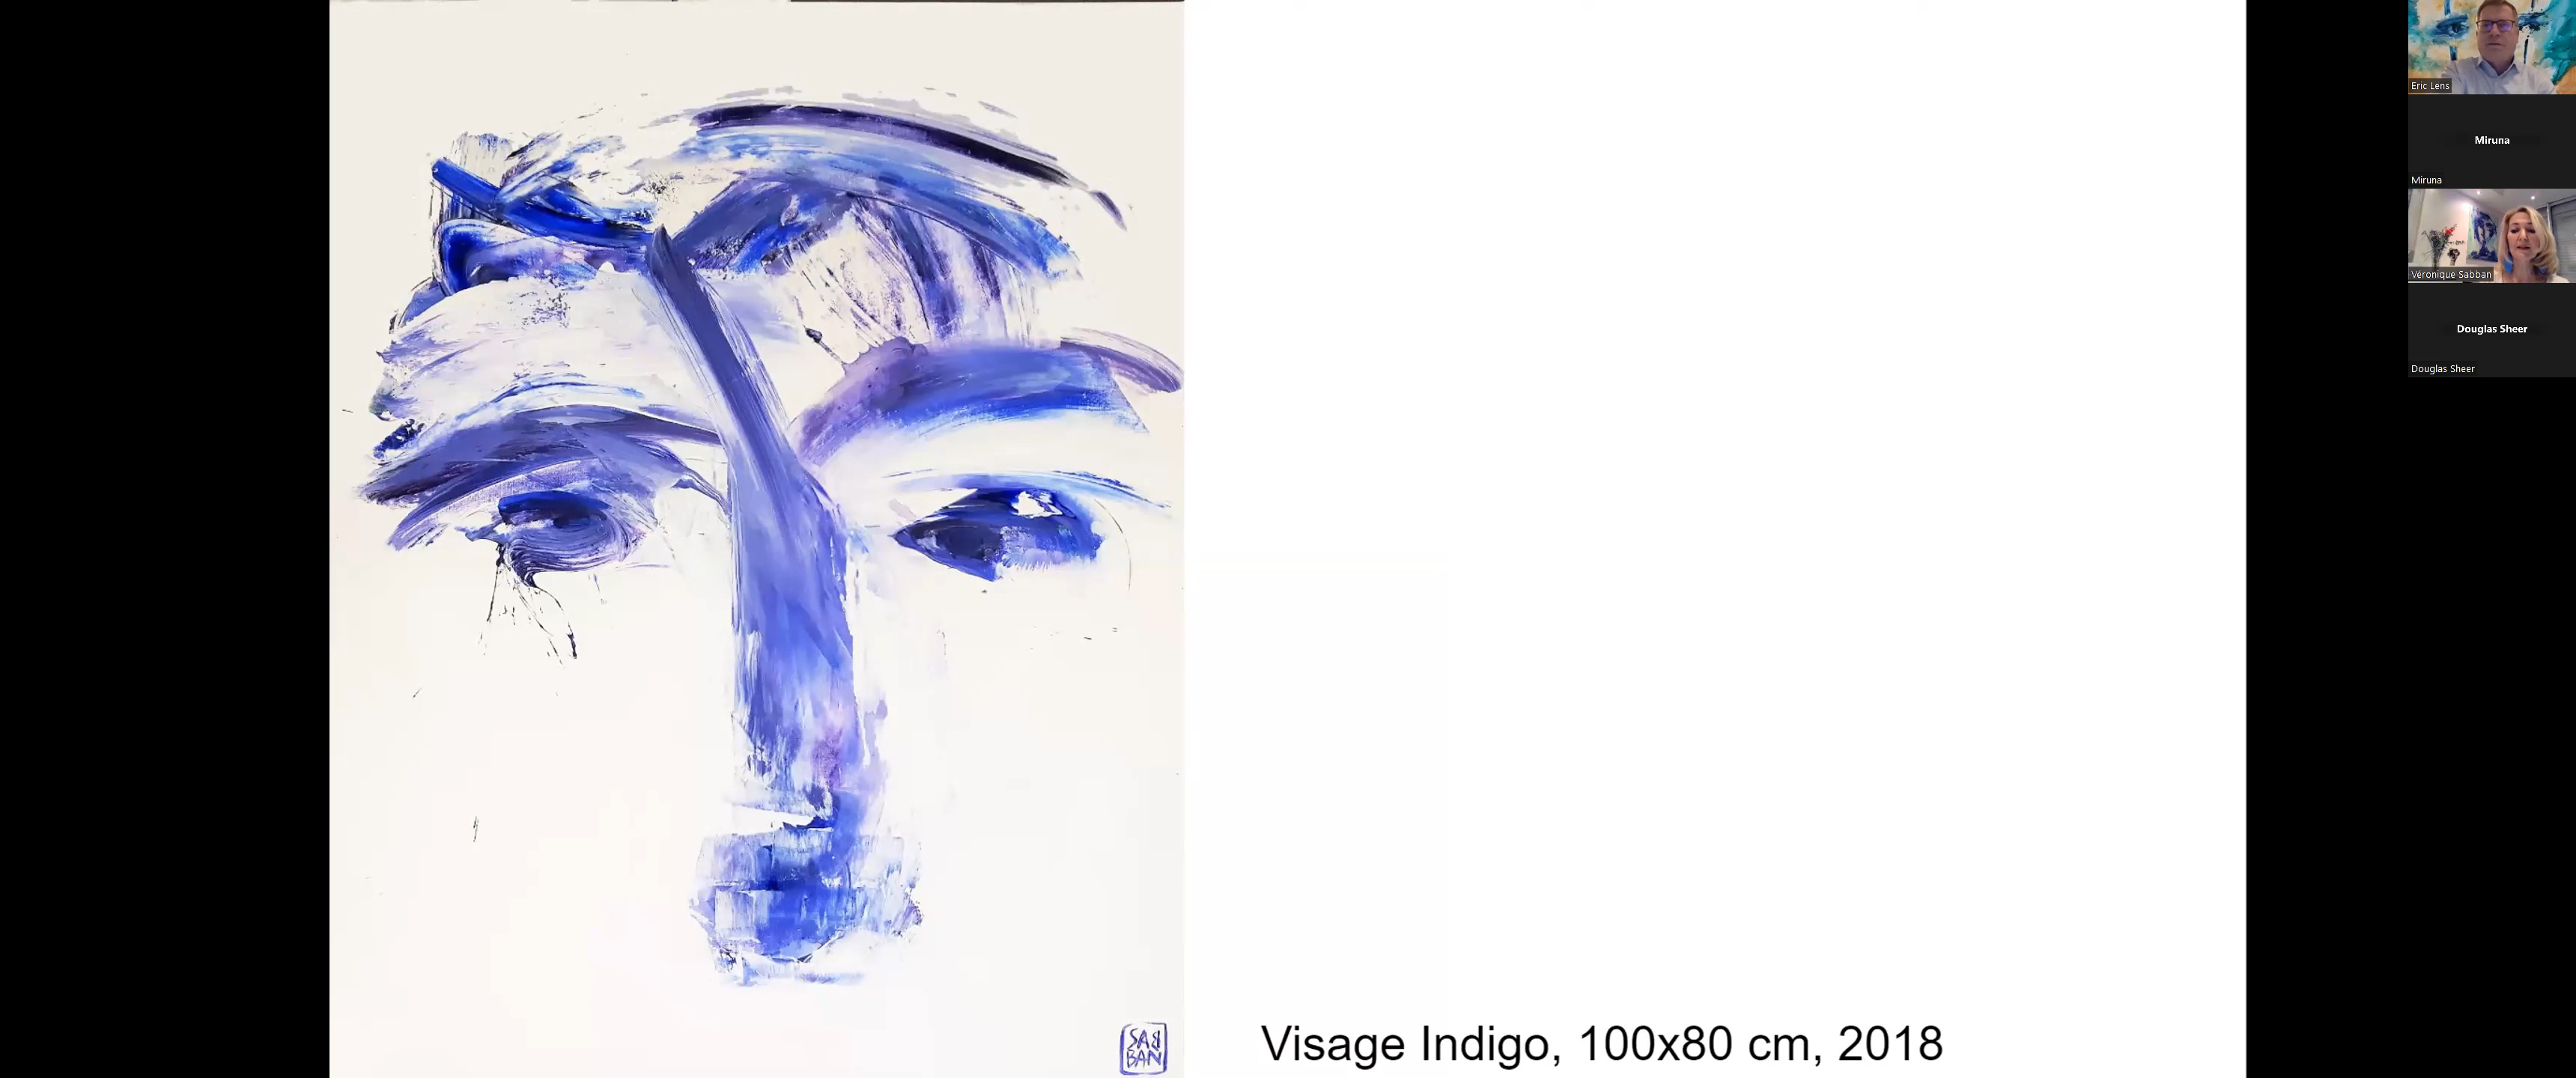 SAB
BAN
Visage Indigo, 100x80 cm, 2018
Eric Lens
Miruna
Miruna
Véronique Sabban
Douglas Sheer
Douglas Sheer